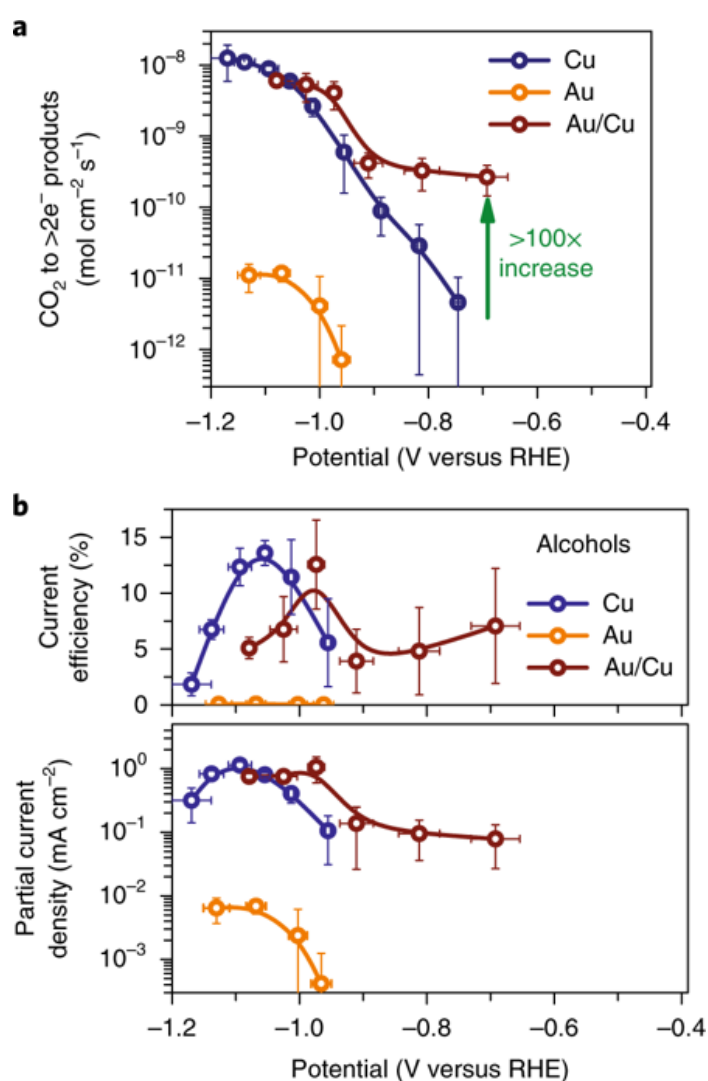 a
CO₂ to >2e⁻ products
(mol cm⁻² s⁻¹)
10⁻⁸
10⁻⁹
10⁻¹⁰
10⁻¹¹
10⁻¹²
Cu
Au
Au/Cu
>100×
increase
−1.2
−1.0
−0.8
−0.6
−0.4
Potential (V versus RHE)
b
Current
efficiency (%)
15
10
5
0
Alcohols
Cu
Au
Au/Cu
Partial current
density (mA cm⁻²)
10⁰
10⁻¹
10⁻²
10⁻³
−1.2
−1.0
−0.8
−0.6
−0.4
Potential (V versus RHE)